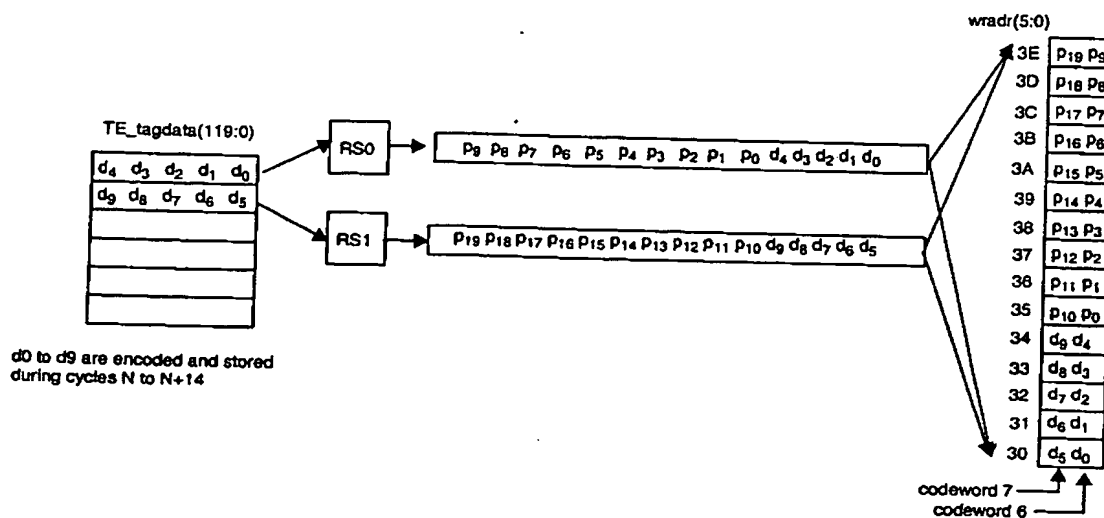 wradr(5:0)
3E p19 p9
3D p18 p8
3C p17 p7
3B p16 p6
3A p15 p5
39 p14 p4
38 p13 p3
37 p12 p2
36 p11 p1
35 p10 p0
34 d9 d4
33 d8 d3
32 d7 d2
31 d6 d1
30 d5 d0
codeword 7
codeword 6
TE_tagdata(119:0)
d4 d3 d2 d1 d0
d9 d8 d7 d6 d5
RS0
p9 p8 p7 p6 p5 p4 p3 p2 p1 p0 d4 d3 d2 d1 d0
RS1
p19 p18 p17 p16 p15 p14 p13 p12 p11 p10 d9 d8 d7 d6 d5
d0 to d9 are encoded and stored
during cycles N to N+14